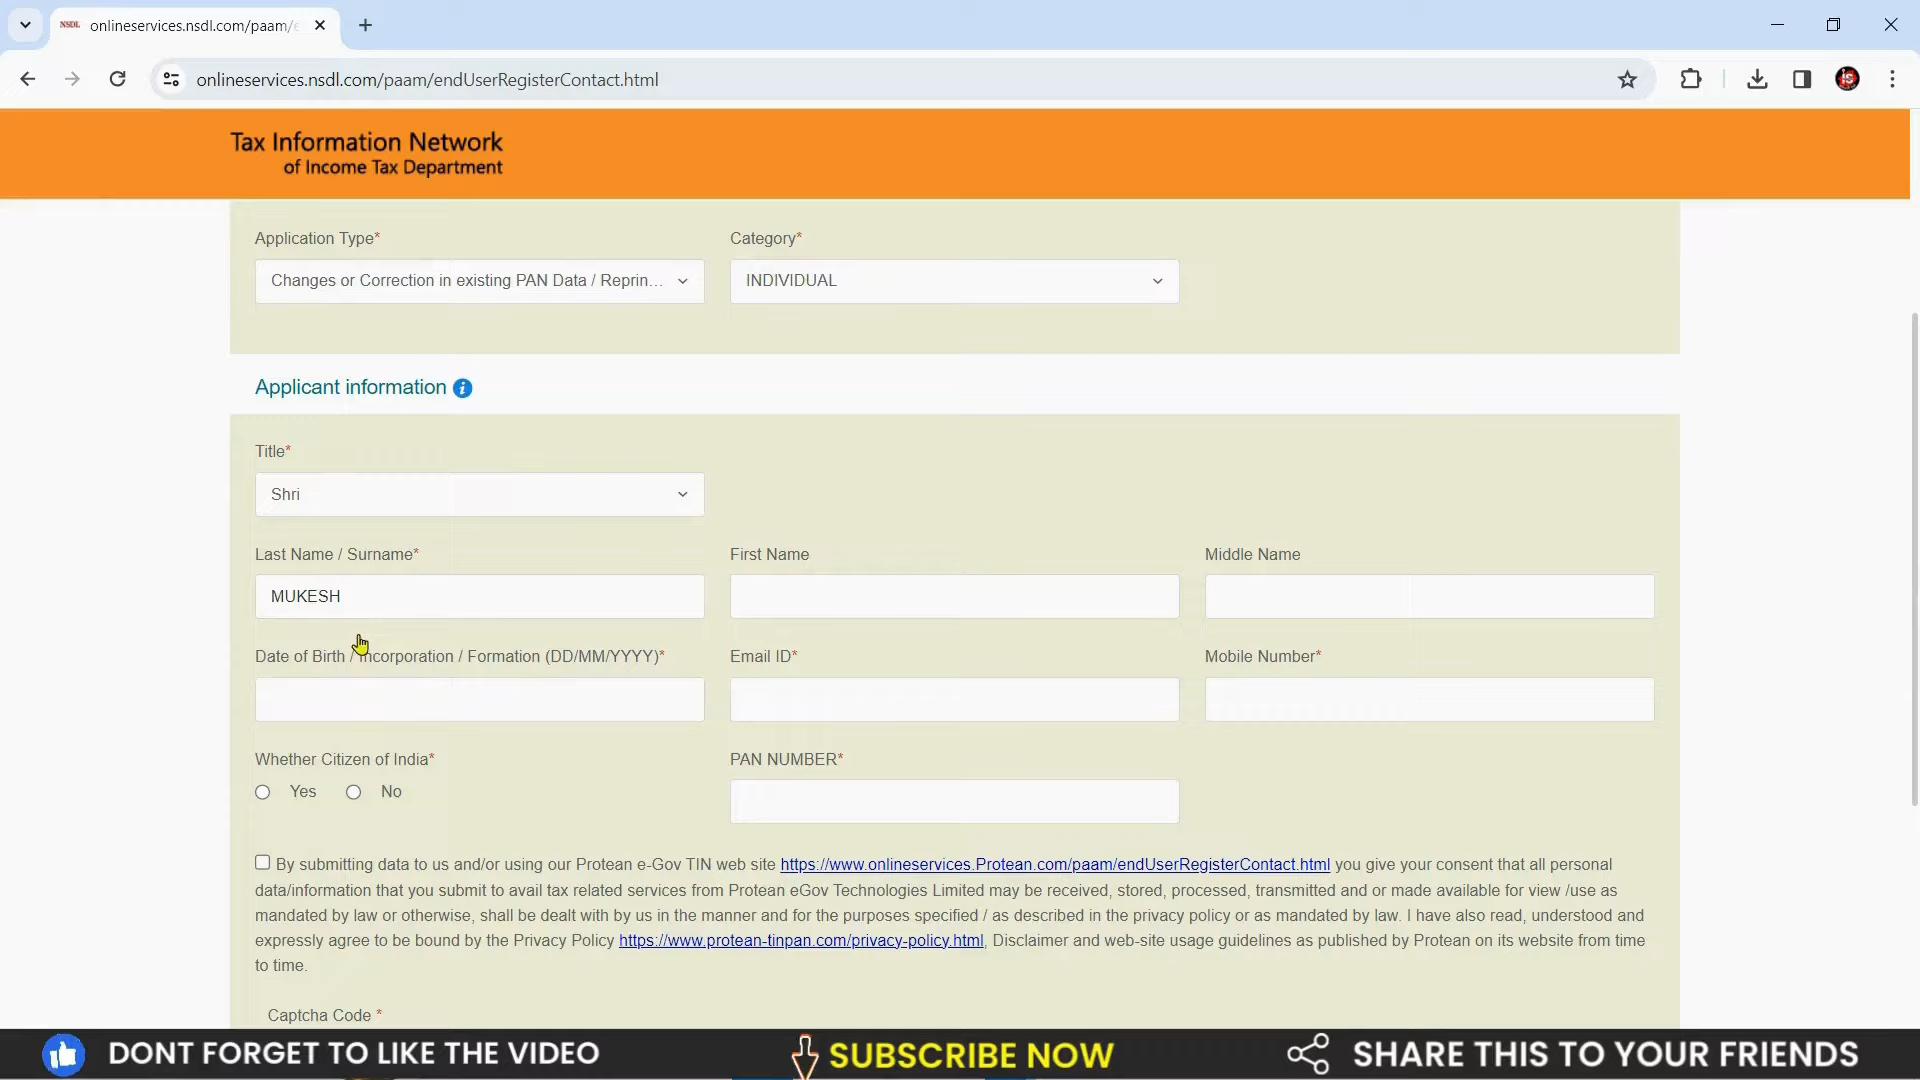 NSDL onlineservices.nsdl.com/paam/e
onlineservices.nsdl.com/paam/endUserRegisterContact.html
Tax Information Network
of Income Tax Department
Application Type* Category*
Changes or Correction in existing PAN Data / Reprin... INDIVIDUAL
Applicant information i
Title*
Shri
Last Name / Surname* First Name Middle Name
MUKESH
Date of Birth / Incorporation / Formation (DD/MM/YYYY)* Email ID* Mobile Number*
Whether Citizen of India* PAN NUMBER*
Yes No
By submitting data to us and/or using our Protean e-Gov TIN web site https://www.onlineservices.Protean.com/paam/endUserRegisterContact.html you give your consent that all personal
data/information that you submit to avail tax related services from Protean eGov Technologies Limited may be received, stored, processed, transmitted and or made available for view /use as
mandated by law or otherwise, shall be dealt with by us in the manner and for the purposes specified / as described in the privacy policy or as mandated by law. I have also read, understood and
expressly agree to be bound by the Privacy Policy https://www.protean-tinpan.com/privacy-policy.html, Disclaimer and web-site usage guidelines as published by Protean on its website from time
to time.
Captcha Code *
DONT FORGET TO LIKE THE VIDEO SUBSCRIBE NOW SHARE THIS TO YOUR FRIENDS